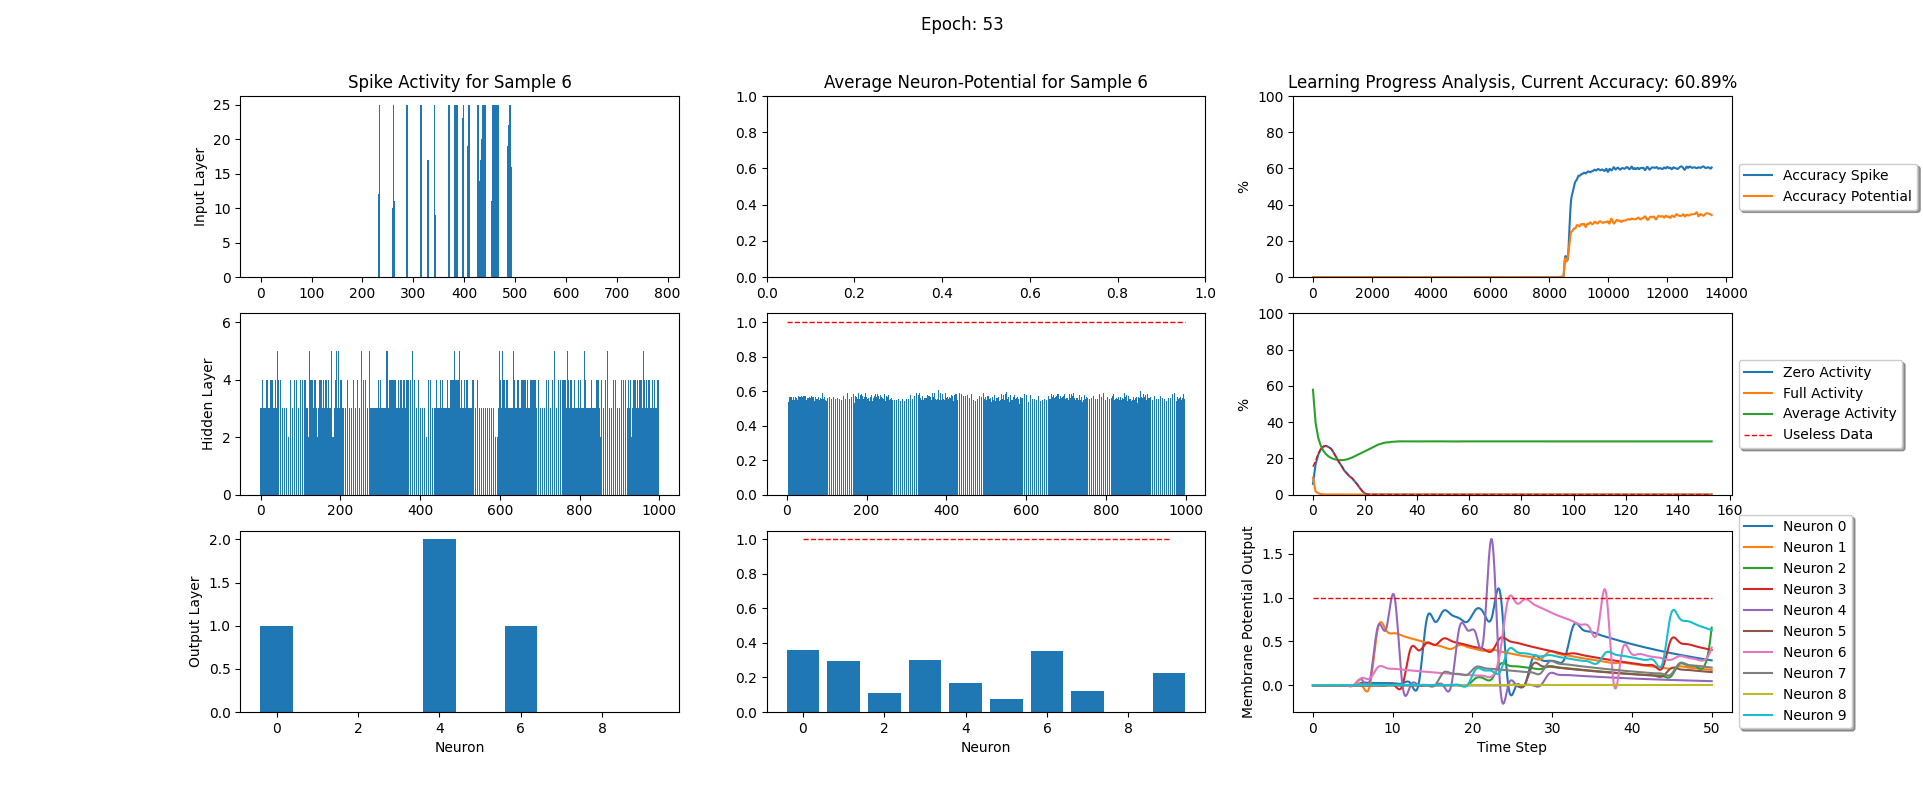 Epoch: 53
Spike Activity for Sample 6
Average Neuron-Potential for Sample 6
Learning Progress Analysis, Current Accuracy: 60.89%
Input Layer
25
20
15
10
5
0
0 100 200 300 400 500 600 700 800
1.0
0.8
0.6
0.4
0.2
0.0
0.0 0.2 0.4 0.6 0.8 1.0
%
100
80
60
40
20
0
0 2000 4000 6000 8000 10000 12000 14000
Accuracy Spike
Accuracy Potential
Hidden Layer
6
4
2
0
0 200 400 600 800 1000
1.0
0.8
0.6
0.4
0.2
0.0
0 200 400 600 800 1000
%
100
80
60
40
20
0
0 20 40 60 80 100 120 140 160
Zero Activity
Full Activity
Average Activity
Useless Data
Output Layer
2.0
1.5
1.0
0.5
0.0
0 2 4 6 8
Neuron
1.0
0.8
0.6
0.4
0.2
0.0
0 2 4 6 8
Neuron
Membrane Potential Output
1.5
1.0
0.5
0.0
0 10 20 30 40 50
Time Step
Neuron 0
Neuron 1
Neuron 2
Neuron 3
Neuron 4
Neuron 5
Neuron 6
Neuron 7
Neuron 8
Neuron 9